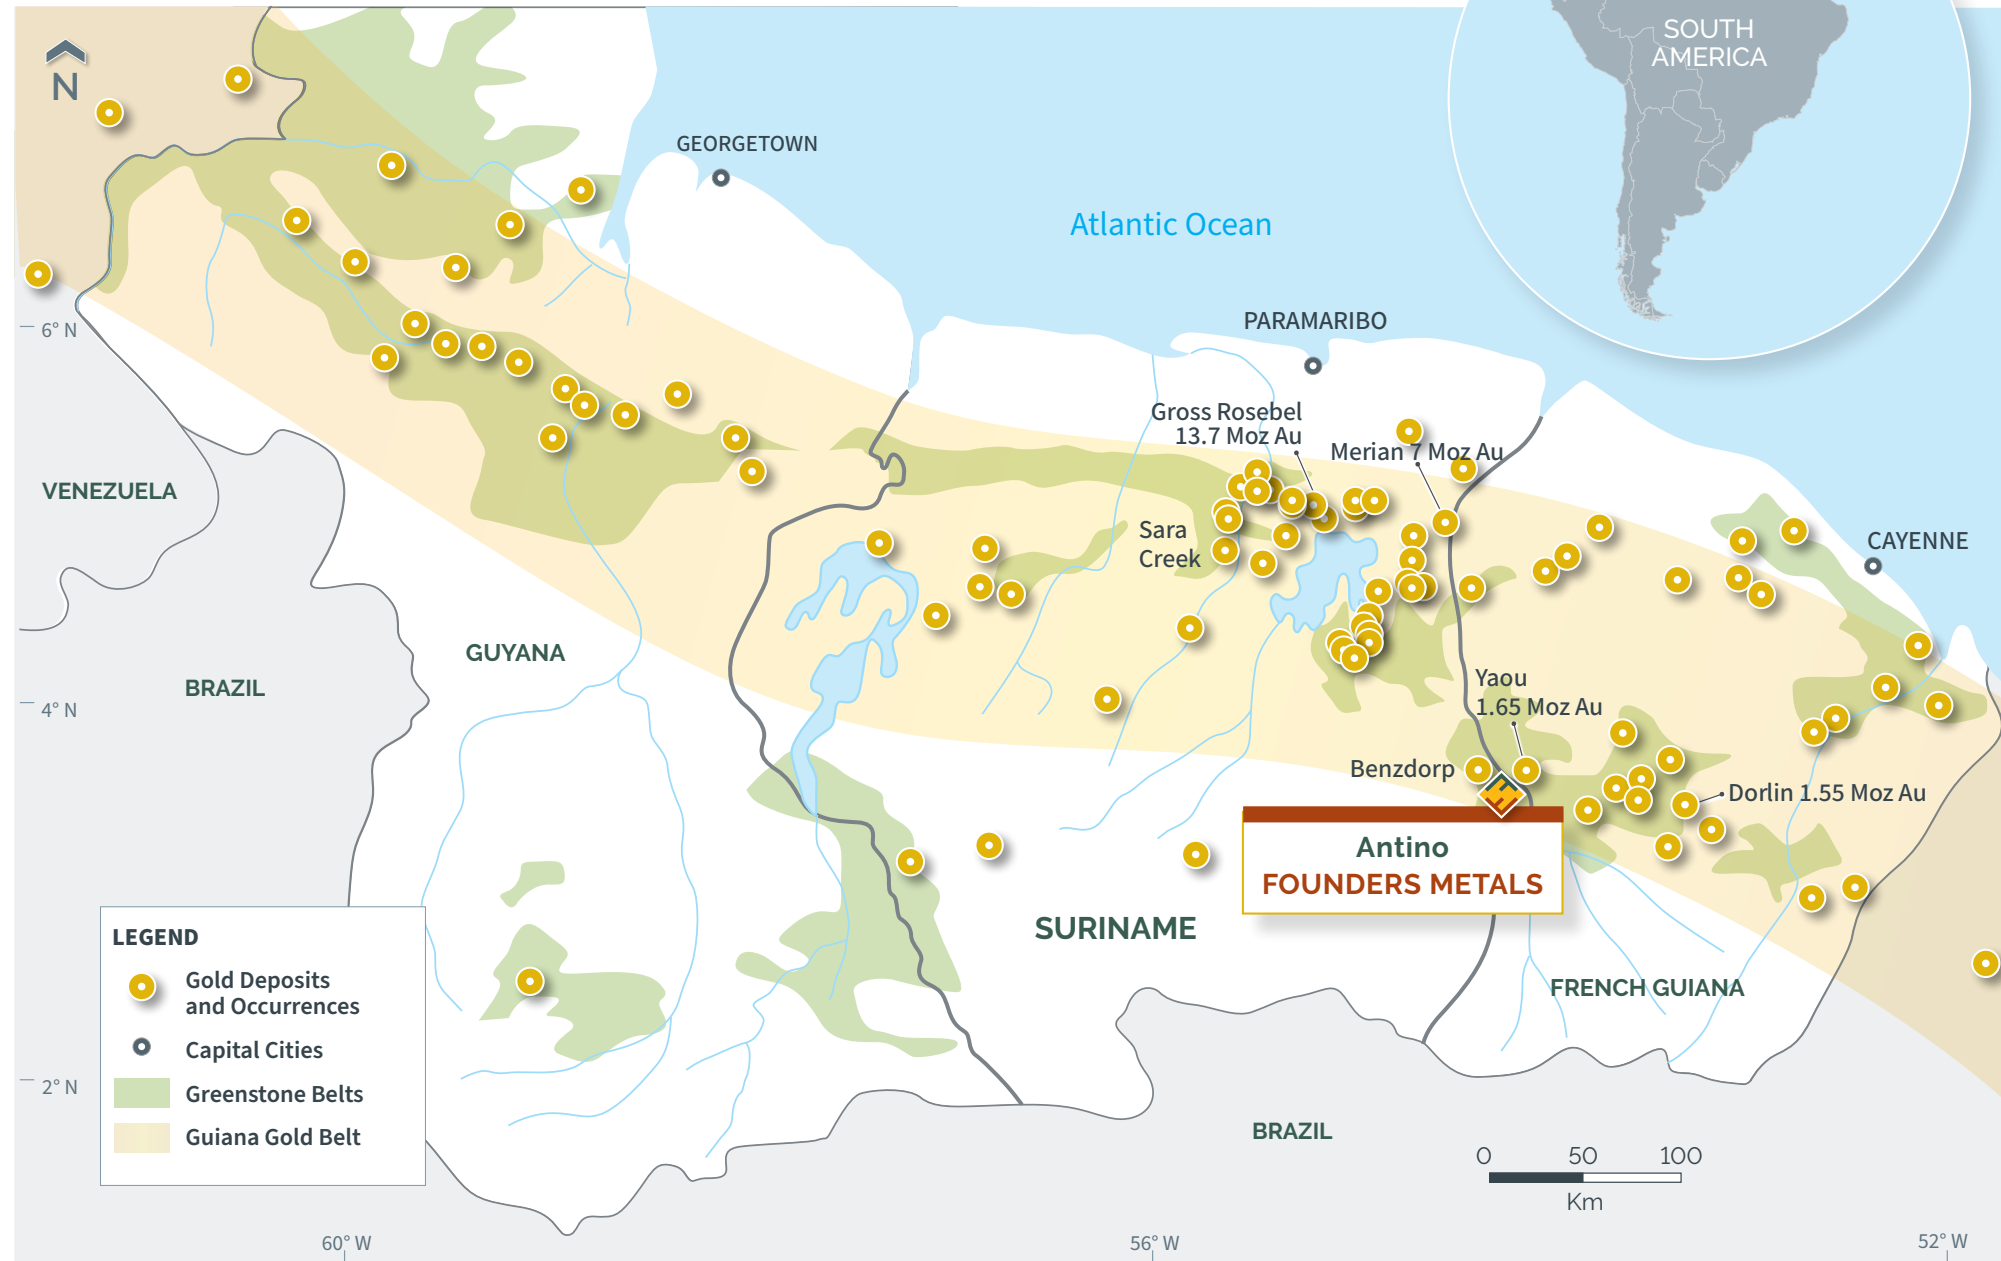 SOUTH
AMERICA
N
GEORGETOWN
Atlantic Ocean
6° N
PARAMARIBO
Gross Rosebel
13.7 Moz Au
Merian 7 Moz Au
VENEZUELA
Sara
Creek
CAYENNE
GUYANA
BRAZIL
Yaou
1.65 Moz Au
4° N
Benzdorp
Dorlin 1.55 Moz Au
Antino
FOUNDERS METALS
SURINAME
FRENCH GUIANA
LEGEND
Gold Deposits
and Occurrences
Capital Cities
Greenstone Belts
Guiana Gold Belt
2° N
BRAZIL
0 50 100
Km
60° W 56° W 52° W